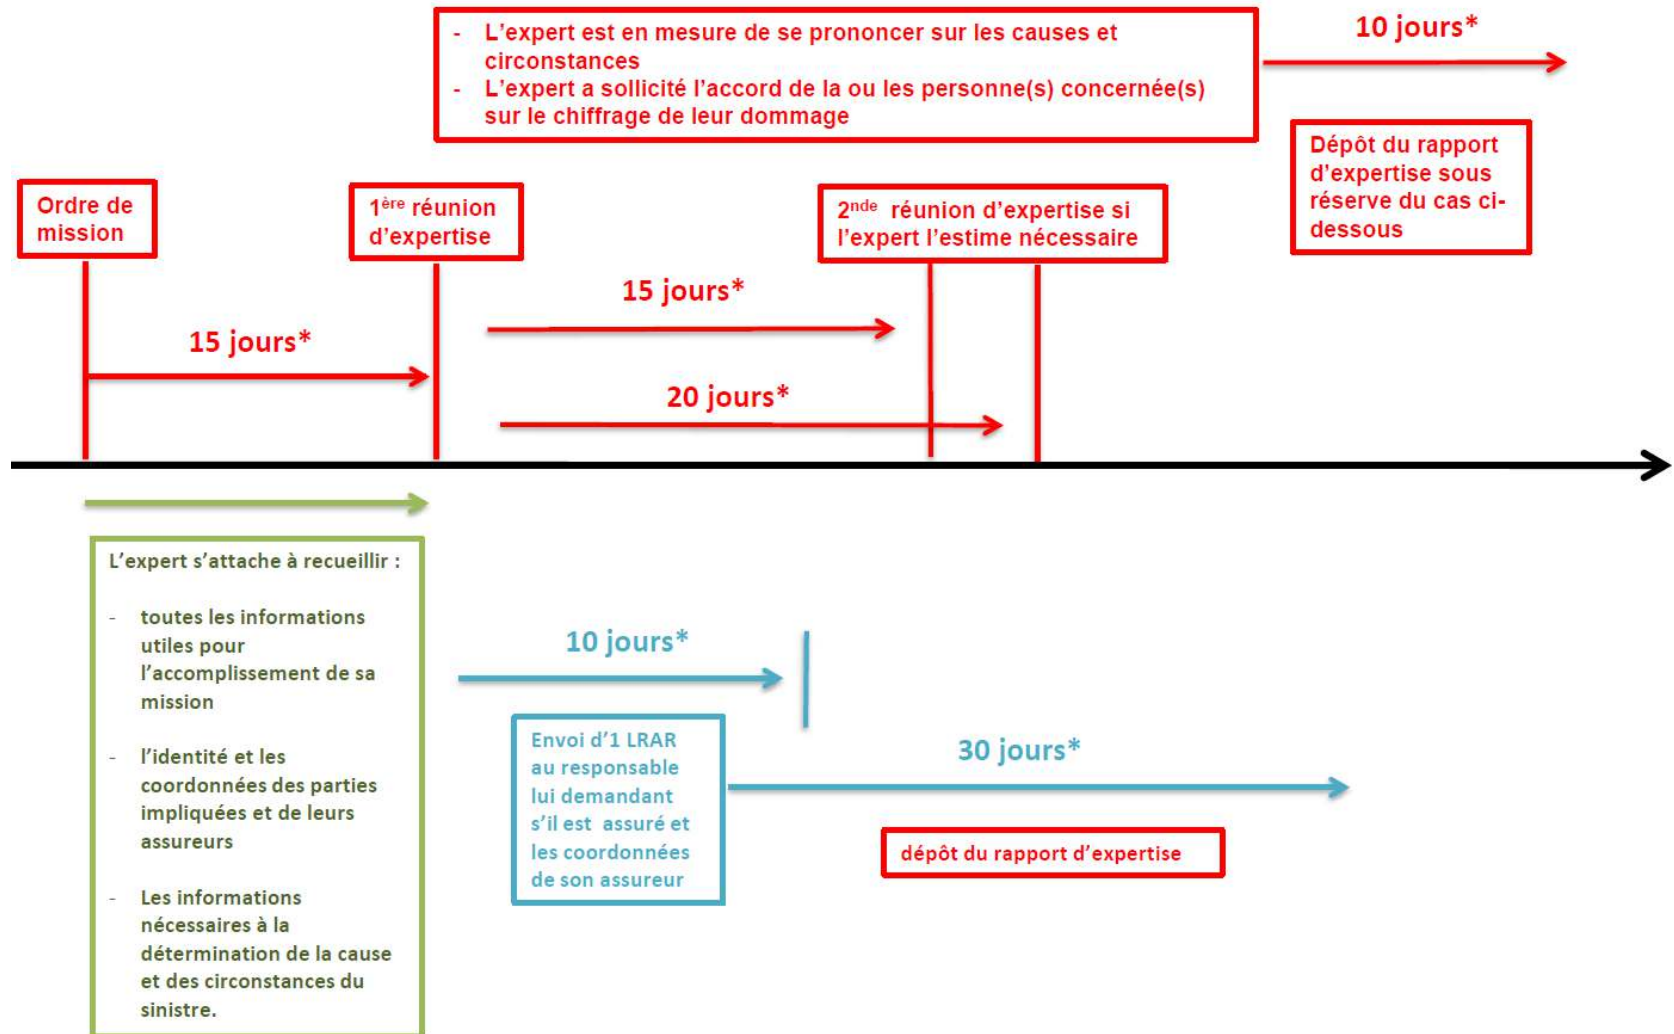 - L'expert est en mesure de se prononcer sur les causes et
circonstances
- L'expert a sollicité l'accord de la ou les personne(s) concernée(s)
sur le chiffrage de leur dommage
10 jours*
Dépôt du rapport
d'expertise sous
réserve du cas ci-
dessous
Ordre de
mission
1ère réunion
d'expertise
2nde réunion d'expertise si
l'expert l'estime nécessaire
15 jours*
15 jours*
20 jours*
L'expert s'attache à recueillir :
- toutes les informations
utiles pour
l'accomplissement de sa
mission
- l'identité et les
coordonnées des parties
impliquées et de leurs
assureurs
- Les informations
nécessaires à la
détermination de la cause
et des circonstances du
sinistre.
10 jours*
Envoi d'1 LRAR
au responsable
lui demandant
s'il est assuré et
les coordonnées
de son assureur
30 jours*
dépôt du rapport d'expertise